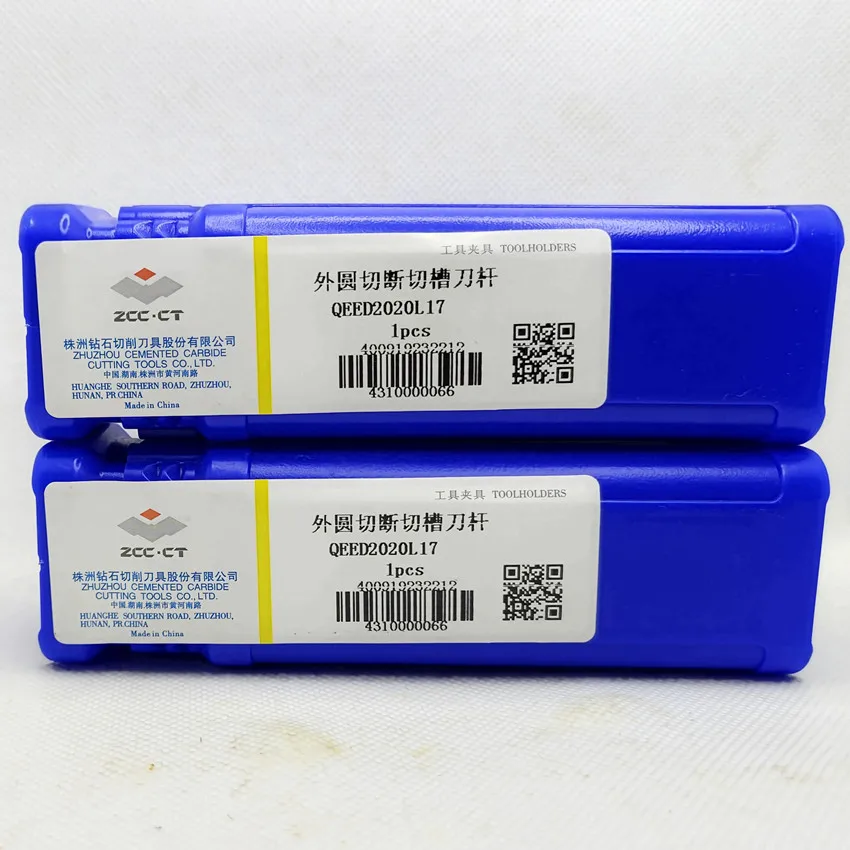 工具夹具 TOOLHOLDERS
ZCC·CT
株洲钻石切削刀具股份有限公司
ZHUZHOU CEMENTED CARBIDE
CUTTING TOOLS CO., LTD.
中国.湖南.株洲市黄河南路
HUANGHE SOUTHERN ROAD, ZHUZHOU,
HUNAN, PR.CHINA
Made in China
外圆切断切槽刀杆
QEED2020L17
1pcs
400919232212
4310000066
工具夹具 TOOLHOLDERS
ZCC·CT
株洲钻石切削刀具股份有限公司
ZHUZHOU CEMENTED CARBIDE
CUTTING TOOLS CO., LTD.
中国.湖南.株洲市黄河南路
HUANGHE SOUTHERN ROAD, ZHUZHOU,
HUNAN, PR.CHINA
Made in China
外圆切断切槽刀杆
QEED2020L17
1pcs
400919232212
4310000066